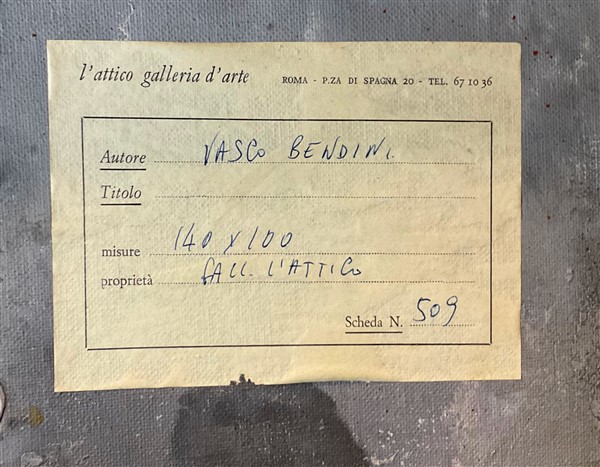 l'attico galleria d'arte ROMA - P.ZA DI SPAGNA 20 - TEL. 67 10 36
Autore VASCO BENDINI
Titolo
misure 140 x 100
proprietà GALL. L'ATTICO
Scheda N. 509